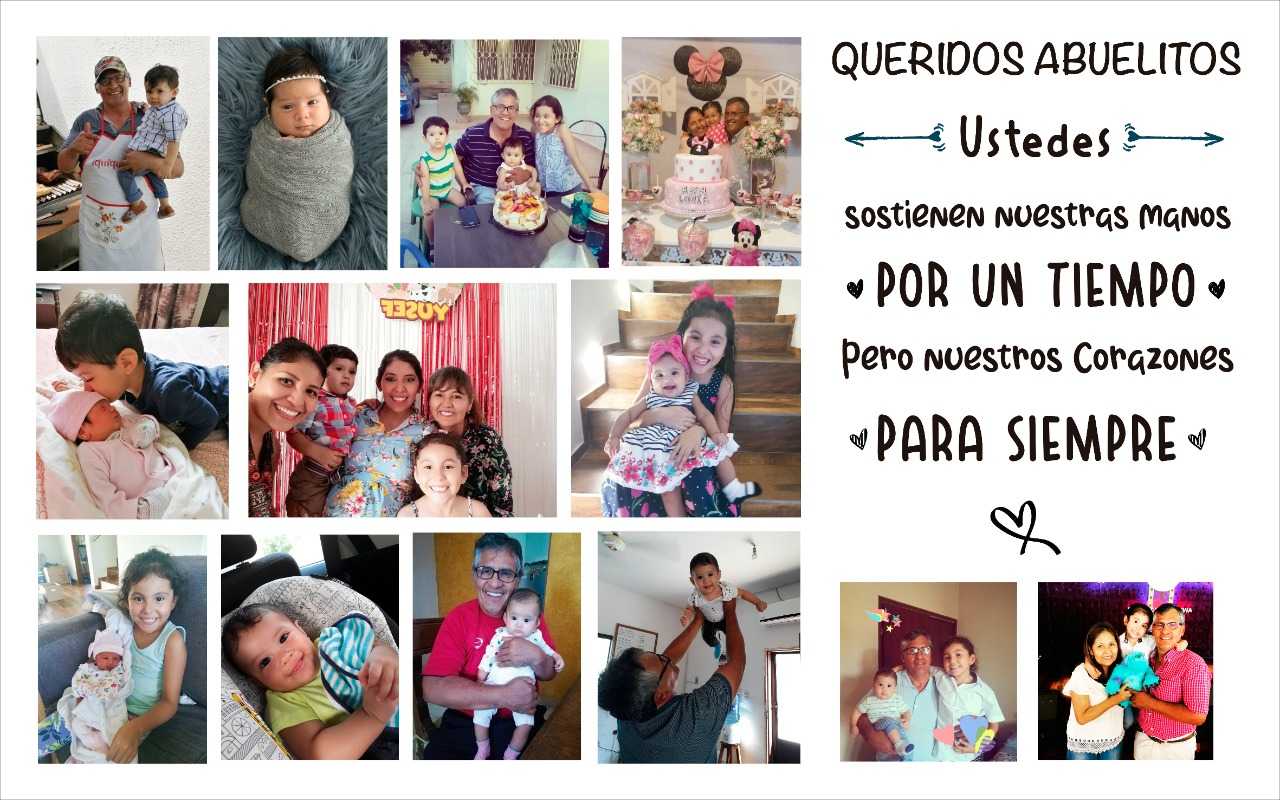 QUERIDOS ABUELITOS
Ustedes
sostienen nuestras manos
POR UN TIEMPO
Pero nuestros Corazones
PARA SIEMPRE
YUSEF